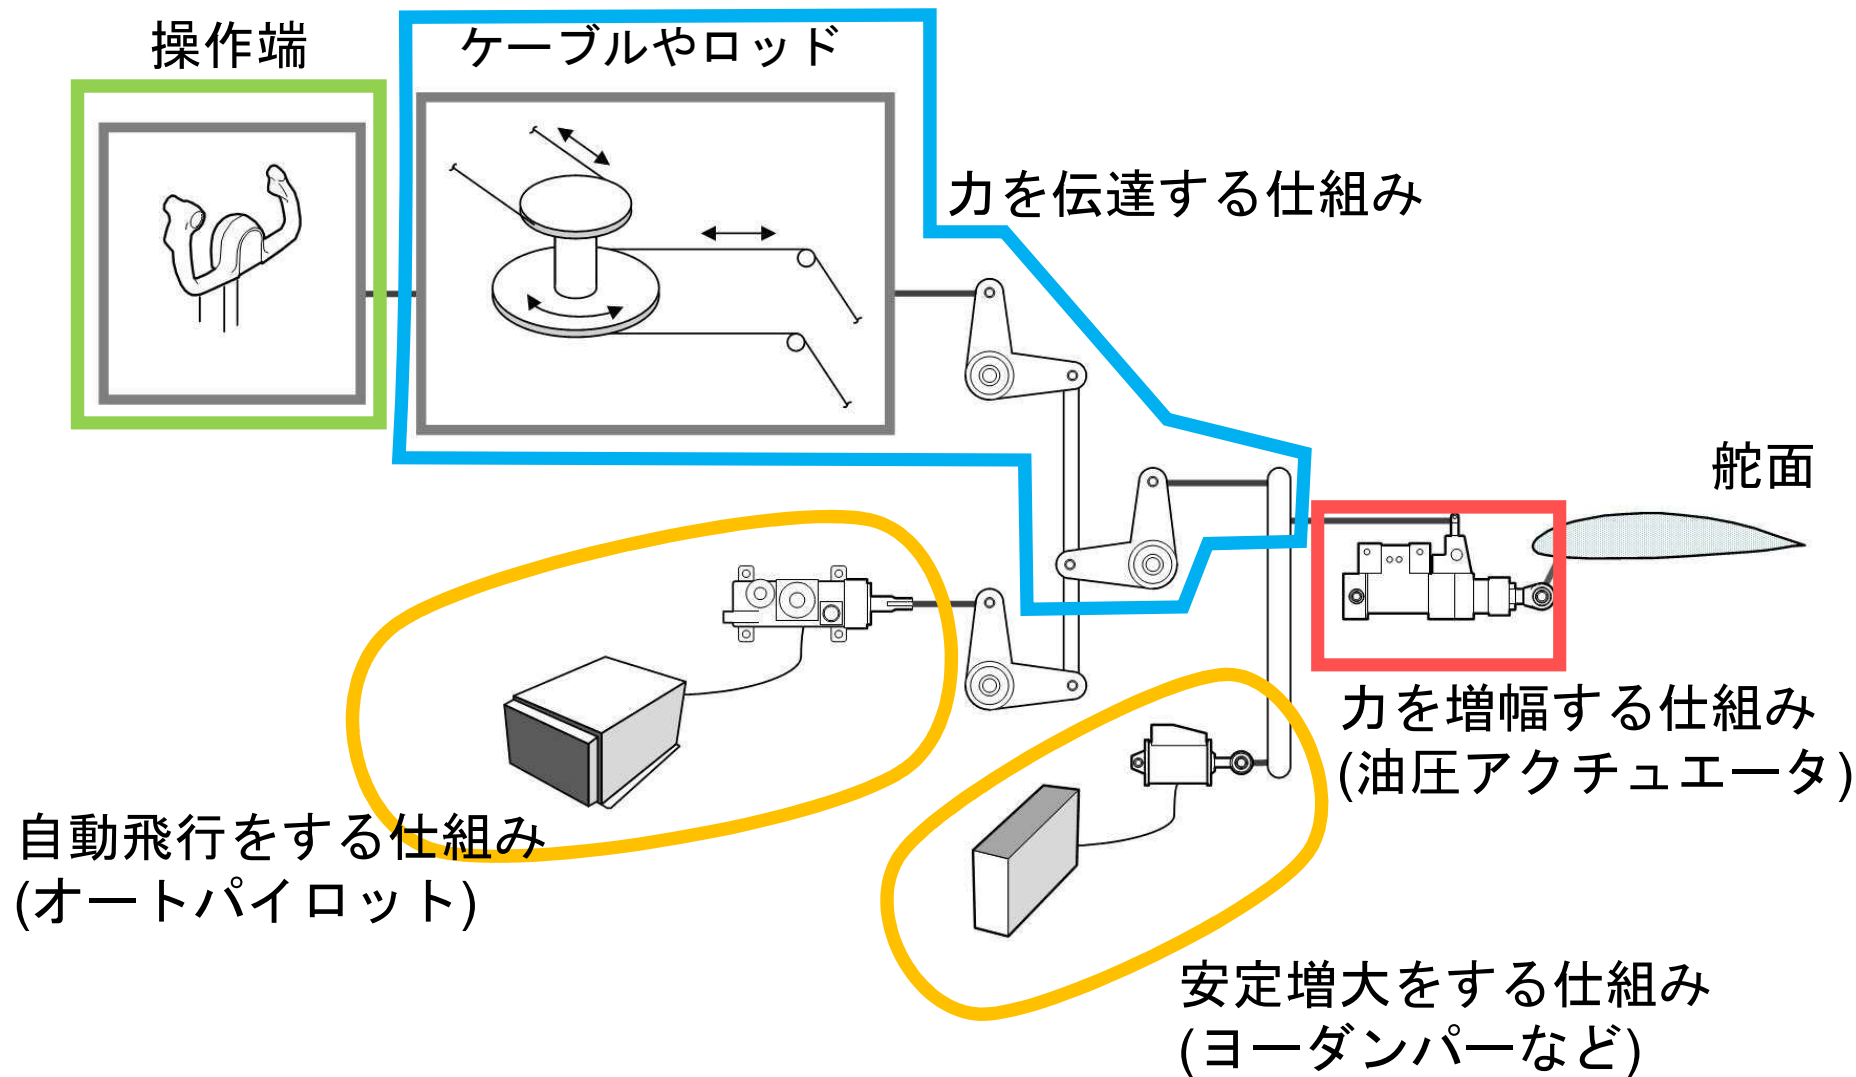 操作端
ケーブルやロッド
力を伝達する仕組み
舵面
力を増幅する仕組み
(油圧アクチュエータ)
自動飛行をする仕組み
(オートパイロット)
安定増大をする仕組み
(ヨーダンパーなど)